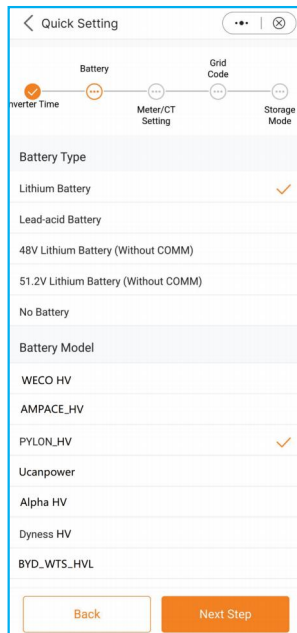 Quick Setting
Battery
Grid
Code
verter Time
Meter/CT
Setting
Storage
Mode
Battery Type
Lithium Battery
Lead-acid Battery
48V Lithium Battery (Without COMM)
51.2V Lithium Battery (Without COMM)
No Battery
Battery Model
WECO HV
AMPACE_HV
PYLON_HV
Ucanpower
Alpha HV
Dyness HV
BYD_WTS_HVL
Back
Next Step